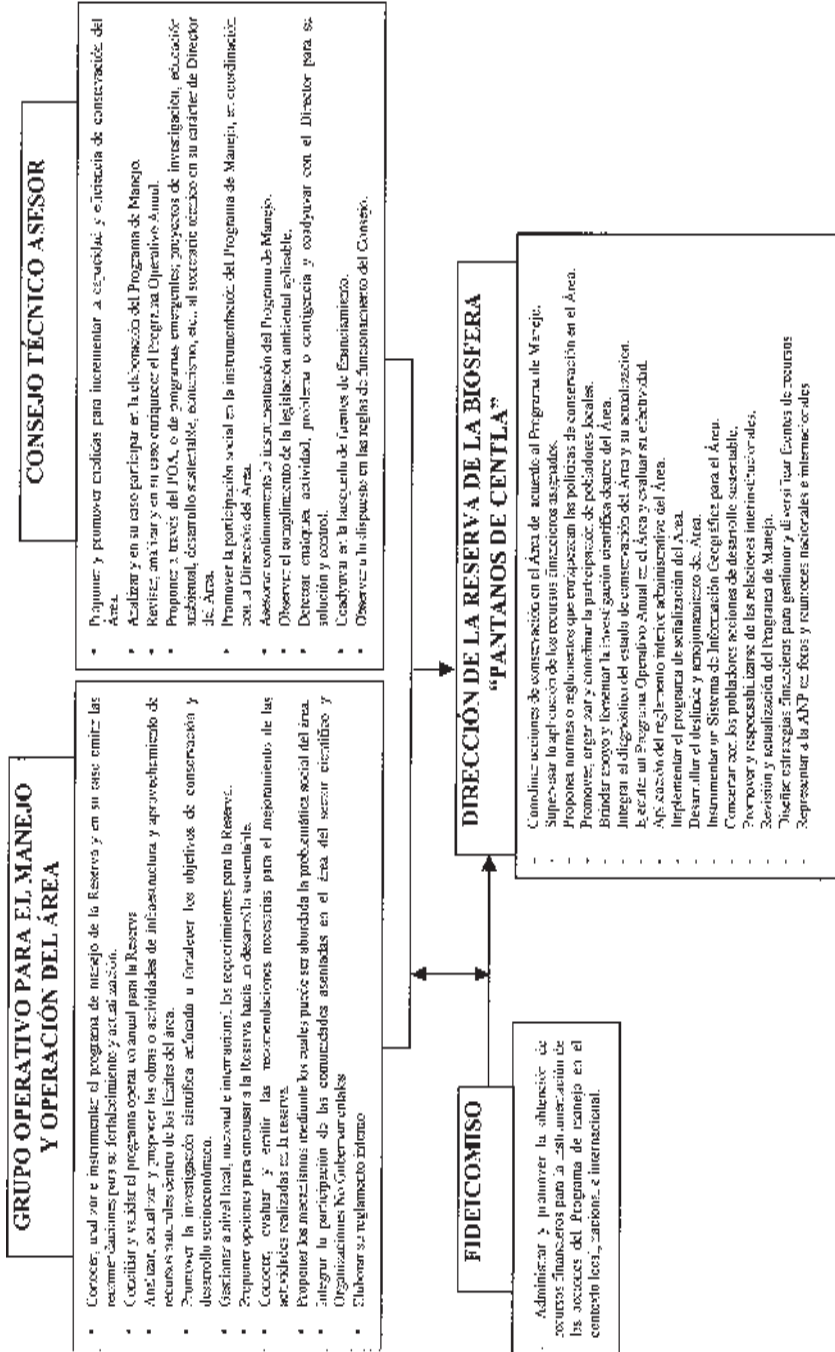 GRUPO OPERATIVO PARA EL MANEJO
Y OPERACIÓN DEL ÁREA
• Conocer, analizar e instrumentar el programa de manejo de la Reserva y en su caso emitir las
recomendaciones para su fortalecimiento y actualización.
• Conciliar y validar el programa operativo anual para la Reserva
• Analizar, actualizar y proponer las obras o actividades de infraestructura y aprovechamiento de
recursos naturales dentro de los límites del área.
• Promover la investigación científica enfocada a fortalecer los objetivos de conservación y
desarrollo socioeconómico.
• Gestionar a nivel local, nacional e internacional los requerimientos para la Reserva.
• Proponer opciones para encausar a la Reserva hacia un desarrollo sustentable.
• Conocer, evaluar y emitir las recomendaciones necesarias para el mejoramiento de las
actividades realizadas en la reserva.
• Proponer los mecanismos mediante los cuales puede ser abordada la problemática social del área.
• Integrar la participación de las comunidades asentadas en el área del sector científico y
Organizaciones No Gubernamentales
• Elaborar su reglamento interno
CONSEJO TÉCNICO ASESOR
• Proponer y promover medidas para incrementar la capacidad y eficiencia de conservación del
Área.
• Analizar y en su caso participar en la elaboración del Programa de Manejo.
• Revisar, analizar y en su caso enriquecer el Programa Operativo Anual.
• Proponer a través del POA, o de programas emergentes; proyectos de investigación, educación
ambiental, desarrollo sustentable, ecoturismo, etc., al secretario técnico en su carácter de Director
del Área.
• Promover la participación social en la instrumentación del Programa de Manejo, en coordinación
con la Dirección del Área.
• Asesorar continuamente la instrumentación del Programa de Manejo.
• Observar el cumplimiento de la legislación ambiental aplicable.
• Detectar cualquier actividad, problema o contigencia y coadyuvar con el Director para su
solución y control.
• Coadyuvar en la búsqueda de fuentes de financiamiento.
• Observar a lo dispuesto en las reglas de funcionamiento del Consejo.
FIDEICOMISO
- Administrar y promover la obtención de
recursos financieros para la instrumentación de
las acciones del Programa de manejo en el
contexto local, nacional e internacional.
DIRECCIÓN DE LA RESERVA DE LA BIOSFERA
“PANTANOS DE CENTLA”
- Coordinar acciones de conservación en el Área de acuerdo al Programa de Manejo.
- Supervisar la aplicación de los recursos financieros asignados.
- Proponer normas o reglamentos que enriquezcan las políticas de conservación en el Área.
- Promover, organizar y coordinar la participación de pobladores locales.
- Brindar apoyo y fomentar la investigación científica dentro del Área.
- Integrar el diagnóstico del estado de conservación del Área y su actualización.
- Ejecutar un Programa Operativo Anual en el Área y evaluar su efectividad.
- Aplicación del reglamento interior administrativo del Área.
- Implementar el programa de señalización del Área.
- Desarrollar el deslinde y amojonamiento del Área.
- Instrumentar un Sistema de Información Geográfica para el Área.
- Concertar con los pobladores acciones de desarrollo sustentable.
- Promover y responsabilizarse de las relaciones interinstitucionales.
- Revisión y actualización del Programa de Manejo.
- Diseñar estrategias financieras para gestionar y diversificar fuentes de recursos
- Representar a la ANP en foros y reuniones nacionales e internacionales